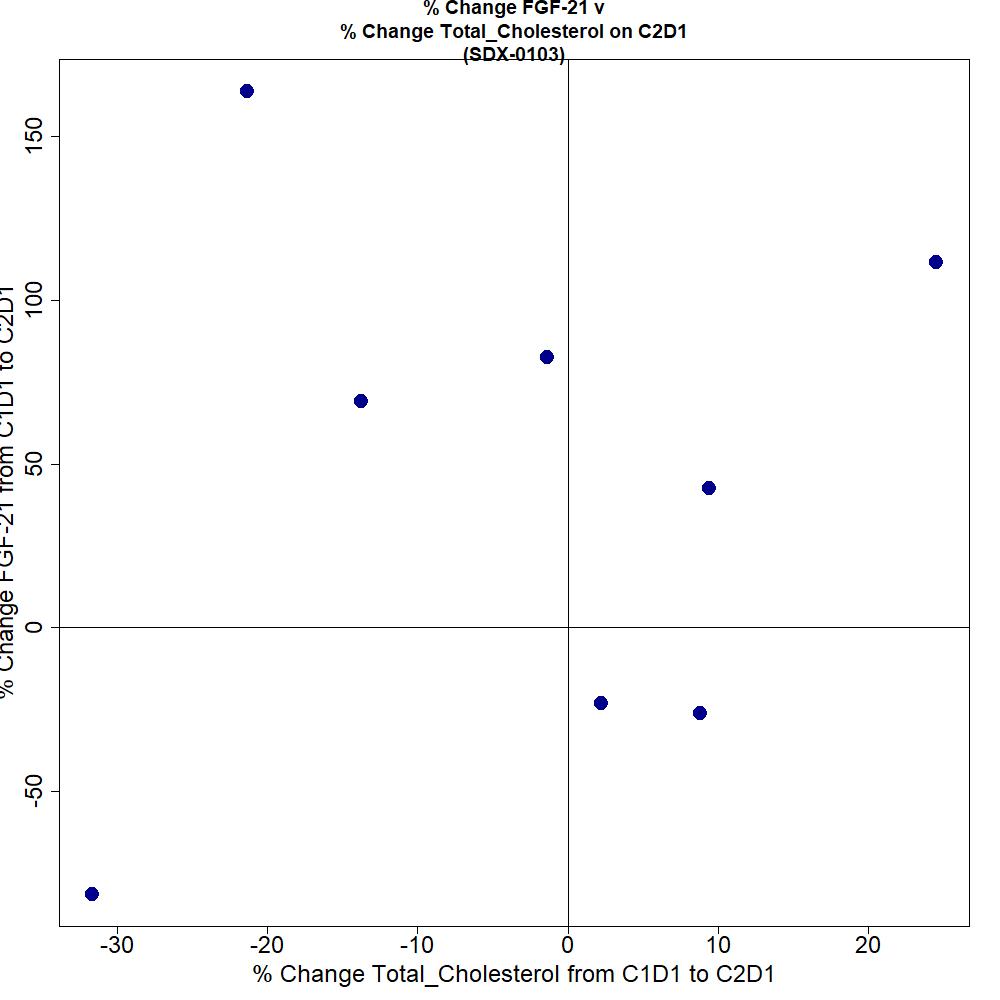 % Change FGF-21 v
% Change Total_Cholesterol on C2D1
(SDX-0103)
% Change FGF-21 from C1D1 to C2D1
150
100
50
0
-50
-30
-20
-10
0
10
20
% Change Total_Cholesterol from C1D1 to C2D1